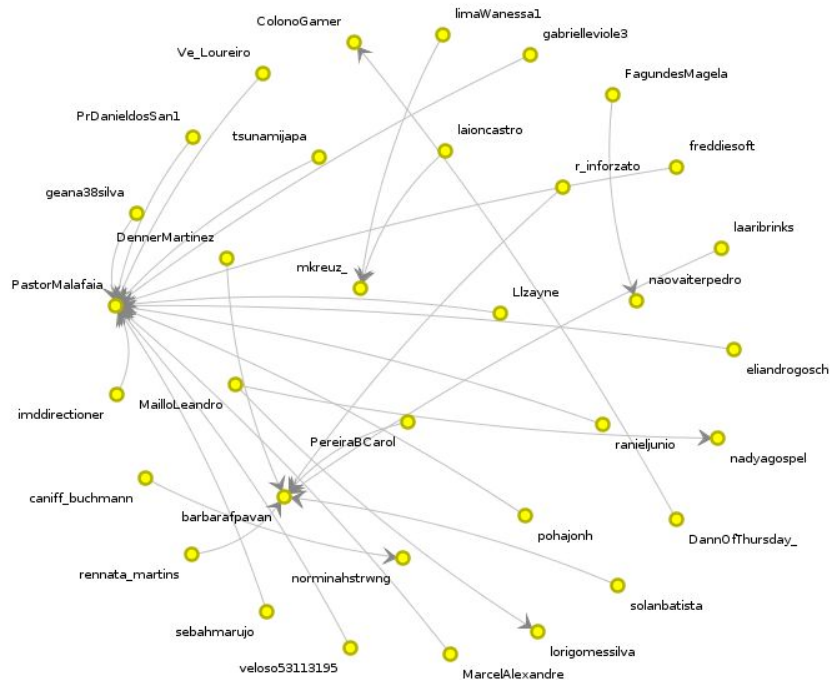 limaWanessa1
ColonoGamer
gabrielleviole3
Ve_Loureiro
FagundesMagela
PrDanieldosSan1
tsunamijapa
laioncastro
freddiesoft
r_inforzato
geana38silva
laaribrinks
DennerMartinez
mkreuz_
naovaiterpedro
PastorMalafaia
Llzayne
eliandrogosch
imddirectioner
MailloLeandro
PereiraBCarol
ranieljunio
nadyagospel
caniff_buchmann
barbarafpavan
pohajonh
DannOfThursday_
rennata_martins
norminahstrwng
solanbatista
sebahmarujo
lorigomessilva
veloso53113195
MarcelAlexandre